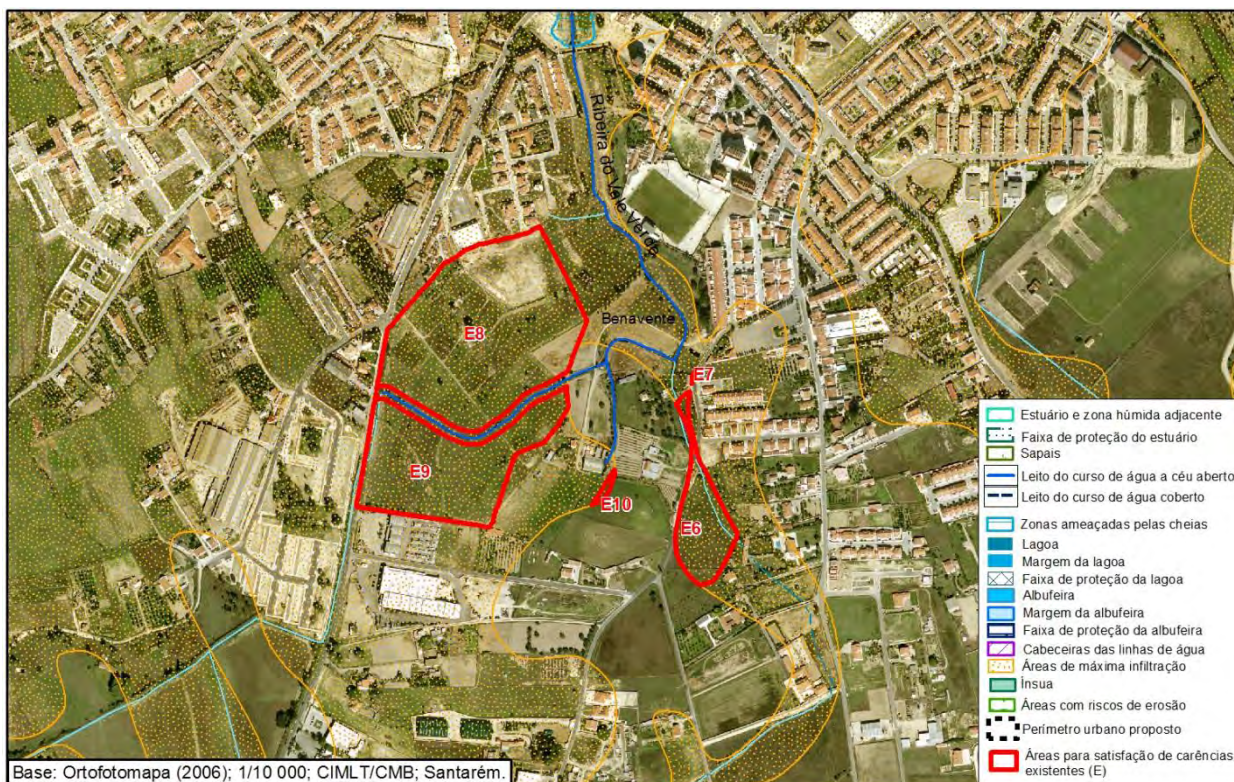 Ribeira do Vale Verde
E8
Benavente
E7
E9
E10
E6
Estuário e zona húmida adjacente
Faixa de proteção do estuário
Sapais
Leito do curso de água a céu aberto
Leito do curso de água coberto
Zonas ameaçadas pelas cheias
Lagoa
Margem da lagoa
Faixa de proteção da lagoa
Albufeira
Margem da albufeira
Faixa de proteção da albufeira
Cabeceiras das linhas de água
Áreas de máxima infiltração
Ínsua
Áreas com riscos de erosão
Perímetro urbano proposto
Áreas para satisfação de carências
existentes (E)
Base: Ortofotomapa (2006); 1/10 000; CIMLT/CMB; Santarém.